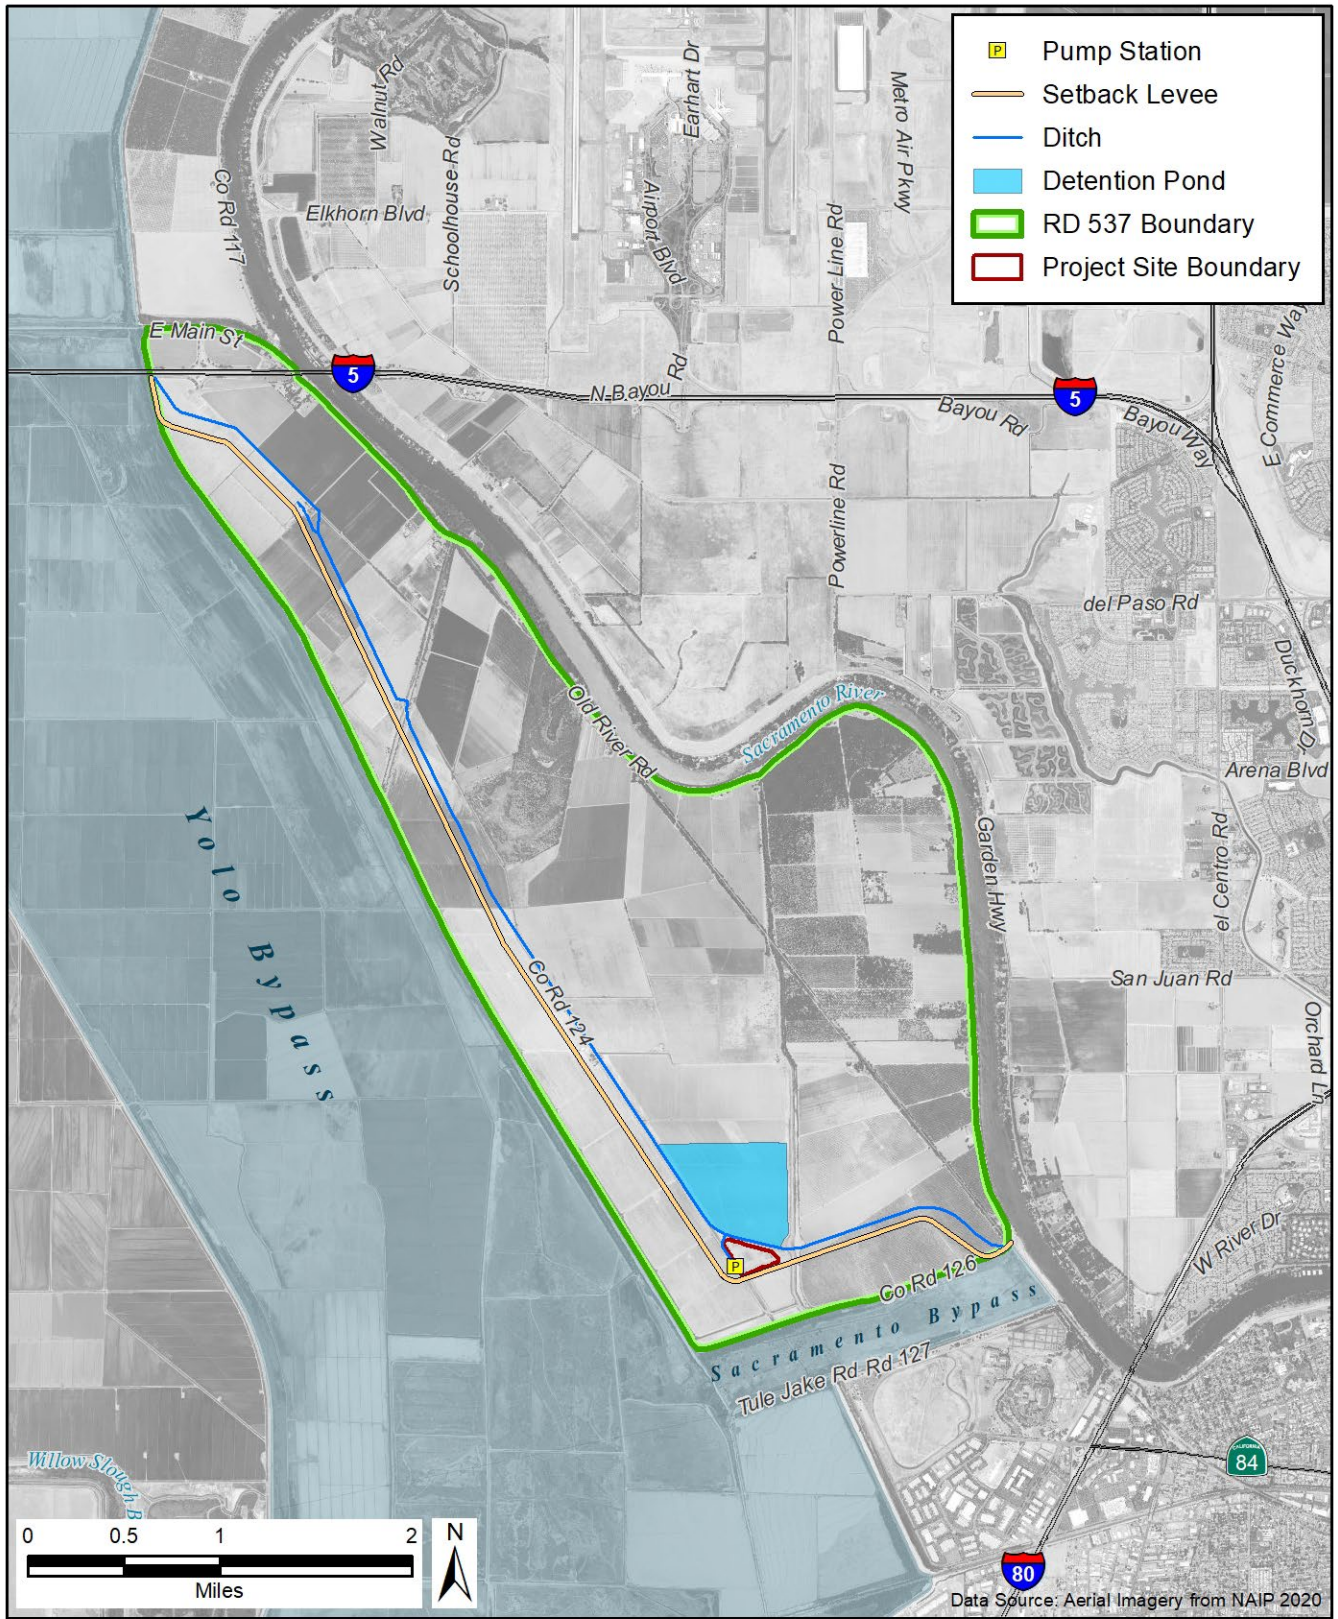 P Pump Station
Setback Levee
Ditch
Detention Pond
RD 537 Boundary
Project Site Boundary
Walnut Rd
Earhart Dr
Metro Air Pkwy
Schoolhouse Rd
Co Rd 117
Elkhorn Blvd
Airport Blvd
Power Line Rd
E Main St
5
N Bayou Rd
5
Bayou Rd
Bayou Way
E Commerce Way
Powerline Rd
del Paso Rd
Duckhorn Dr
Old River Rd
Sacramento River
Arena Blvd
Yolo Bypass
Garden Hwy
el Centro Rd
Co Rd 124
San Juan Rd
Orchard Ln
P
Co Rd 126
W River Dr
Sacramento Bypass
Tule Jake Rd Rd 127
Willow Slough B
CALIFORNIA
84
80
0 0.5 1 2
Miles
N
Data Source: Aerial Imagery from NAIP 2020